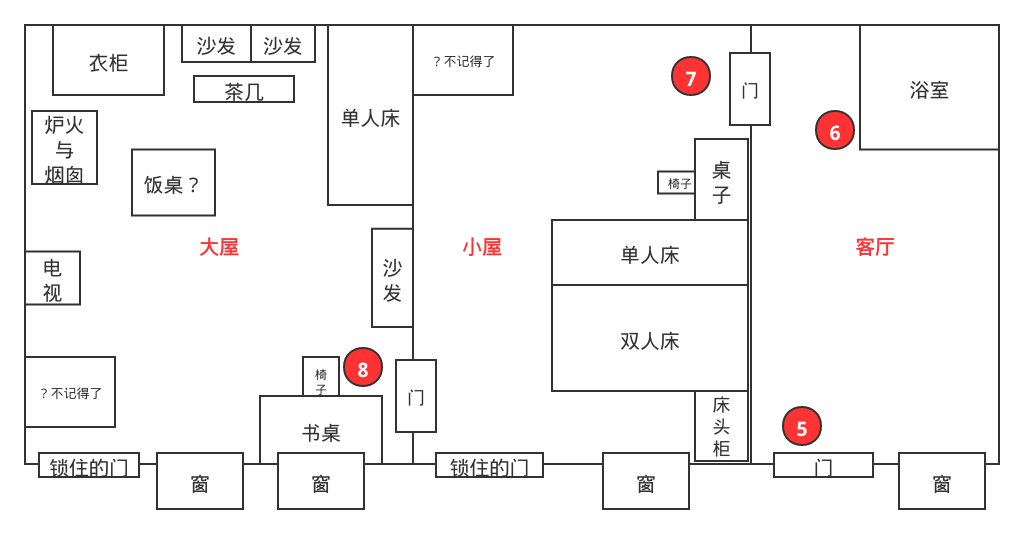 衣柜
沙发
沙发
茶几
炉火
与
烟囱
饭桌？
单人床
？不记得了
7
门
浴室
6
桌
子
椅子
大屋
小屋
客厅
单人床
电
视
沙
发
双人床
？不记得了
椅
子
8
门
书桌
床
头
柜
5
锁住的门
窗
窗
锁住的门
窗
门
窗